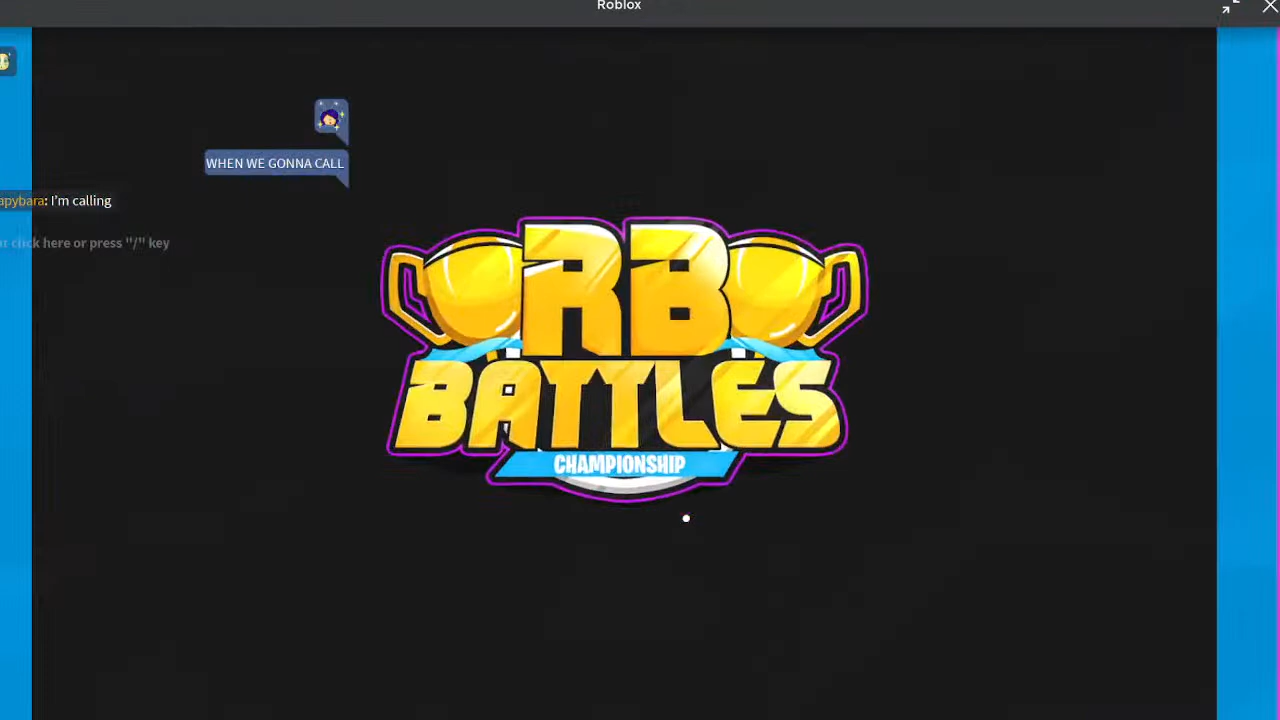 Roblox
WHEN WE GONNA CALL
apybara: I'm calling
t click here or press "/" key
RB
BATTLES
CHAMPIONSHIP